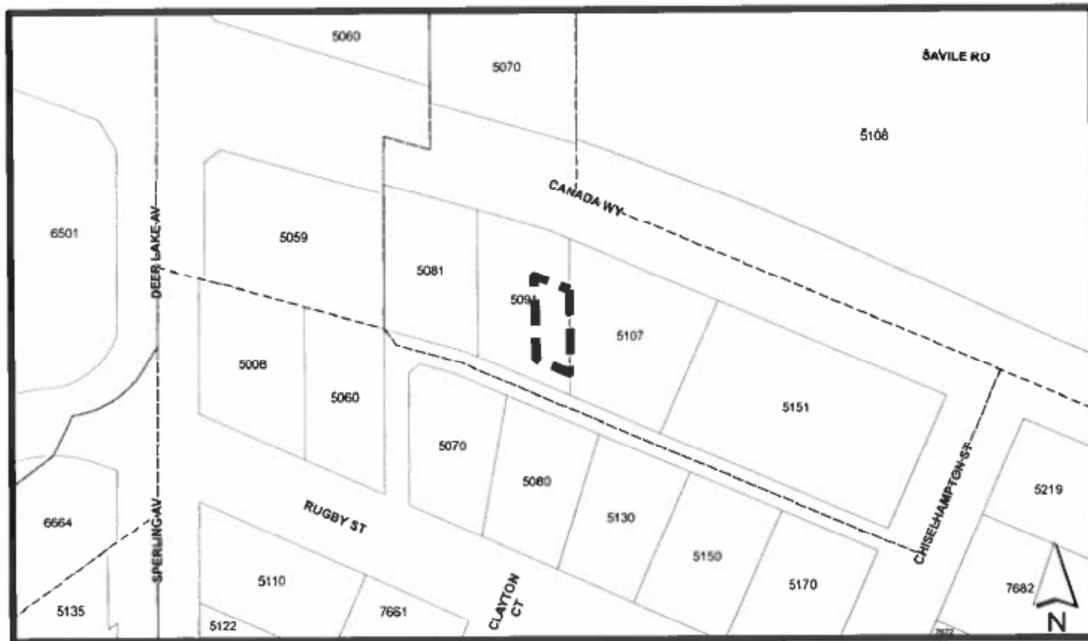 5060
5070
SAVILE RD
5108
CANADA WY
6501
DEER LAKE AV
5059
5081
5091
5107
5008
5060
5151
5070
5080
5130
5150
5170
CHISELHAMPTON ST
5219
7682
RUGBY ST
6664
SPERLING AV
5135
5110
5122
7661
CLAYTON
CT
N